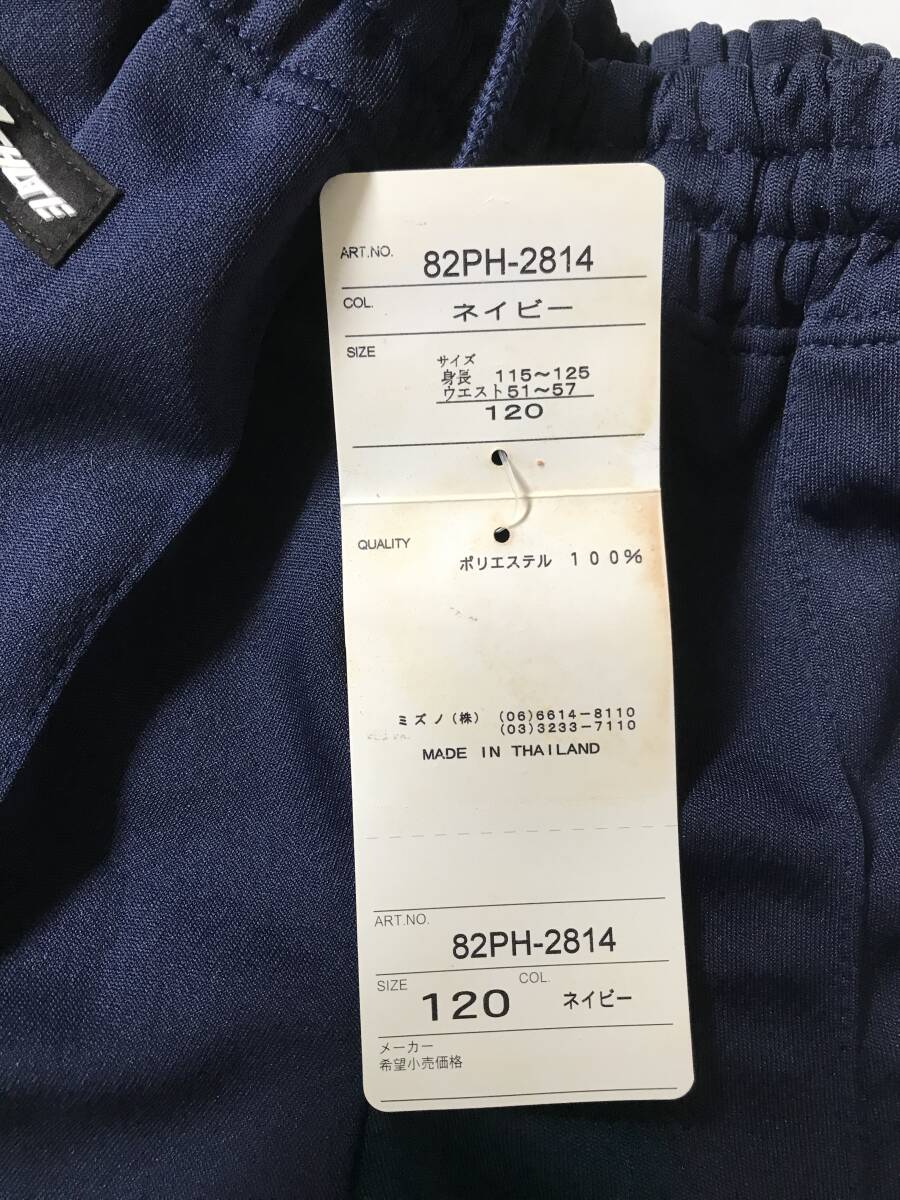 HATE
ART.NO. 82PH-2814
COL. ネイビー
SIZE
サイズ
身長 115～125
ウエスト51～57
120
QUALITY
ポリエステル 100%
ミズノ(株) (06)6614-8110
(03)3233-7110
MADE IN THAILAND
ART.NO.
82PH-2814
SIZE 120 COL. ネイビー
メーカー
希望小売価格